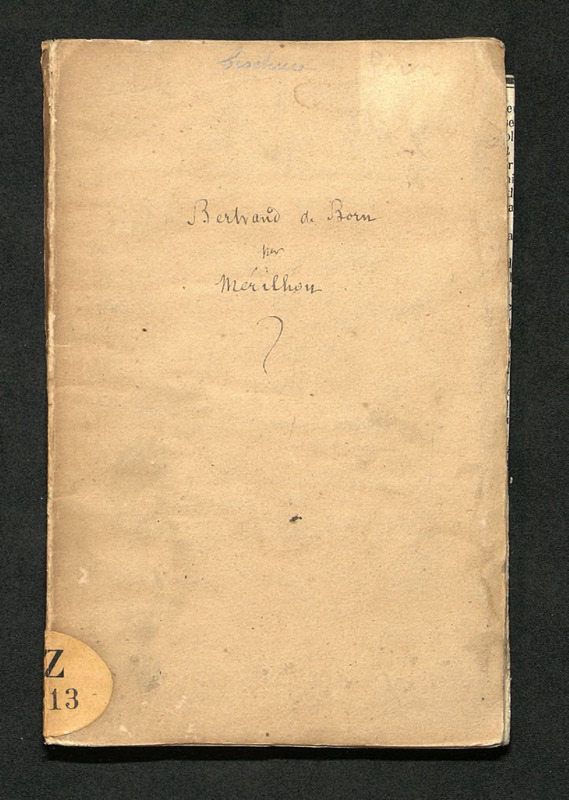 Bertrand de Born
par
Mérilhou
Z
13